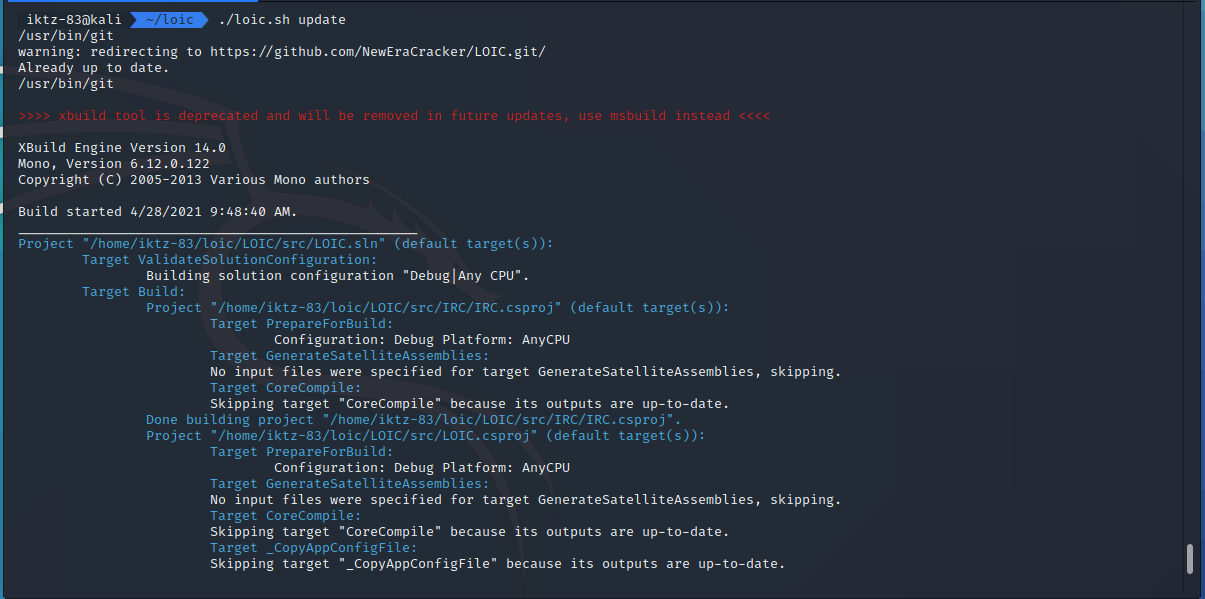 iktz-83@kali ~/loic ./loic.sh update
/usr/bin/git
warning: redirecting to https://github.com/NewEraCracker/LOIC.git/
Already up to date.
/usr/bin/git
>>>> xbuild tool is deprecated and will be removed in future updates, use msbuild instead <<<<
XBuild Engine Version 14.0
Mono, Version 6.12.0.122
Copyright (C) 2005-2013 Various Mono authors
Build started 4/28/2021 9:48:40 AM.
__________________________________________________
Project "/home/iktz-83/loic/LOIC/src/LOIC.sln" (default target(s)):
Target ValidateSolutionConfiguration:
Building solution configuration "Debug|Any CPU".
Target Build:
Project "/home/iktz-83/loic/LOIC/src/IRC/IRC.csproj" (default target(s)):
Target PrepareForBuild:
Configuration: Debug Platform: AnyCPU
Target GenerateSatelliteAssemblies:
No input files were specified for target GenerateSatelliteAssemblies, skipping.
Target CoreCompile:
Skipping target "CoreCompile" because its outputs are up-to-date.
Done building project "/home/iktz-83/loic/LOIC/src/IRC/IRC.csproj".
Project "/home/iktz-83/loic/LOIC/src/LOIC.csproj" (default target(s)):
Target PrepareForBuild:
Configuration: Debug Platform: AnyCPU
Target GenerateSatelliteAssemblies:
No input files were specified for target GenerateSatelliteAssemblies, skipping.
Target CoreCompile:
Skipping target "CoreCompile" because its outputs are up-to-date.
Target _CopyAppConfigFile:
Skipping target "_CopyAppConfigFile" because its outputs are up-to-date.